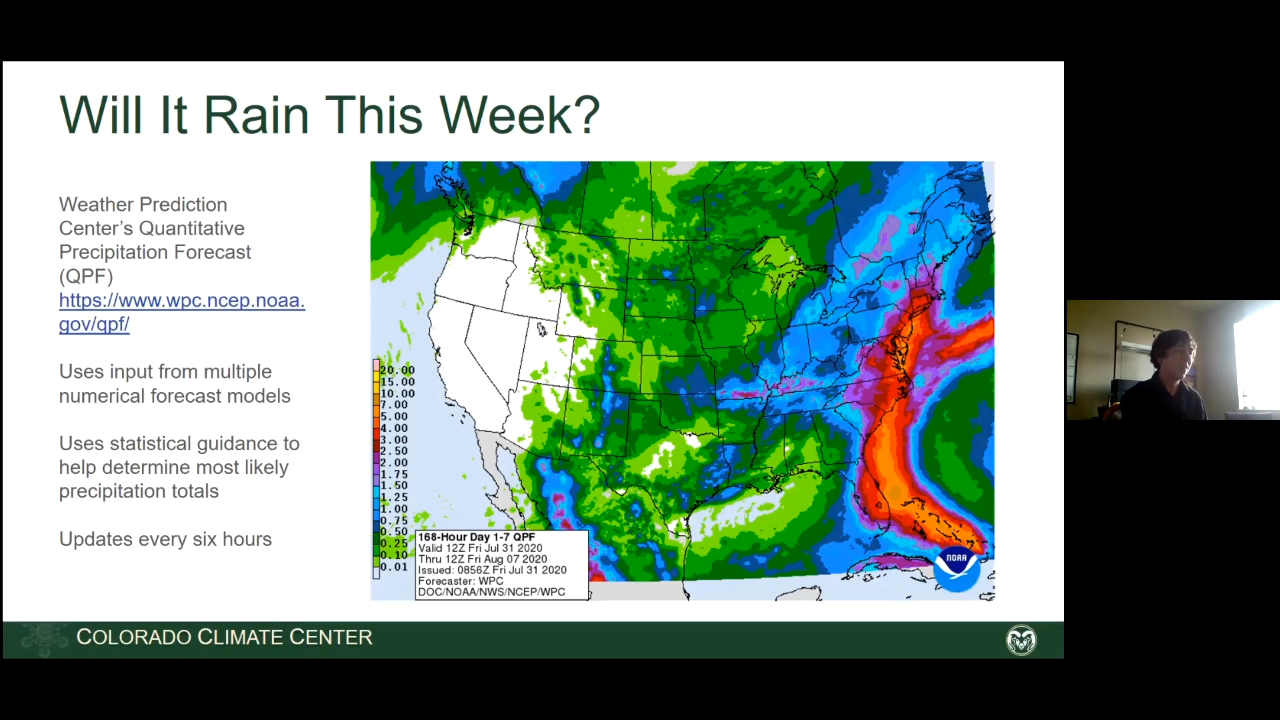 Will It Rain This Week?
Weather Prediction
Center’s Quantitative
Precipitation Forecast
(QPF)
https://www.wpc.ncep.noaa.
gov/qpf/
Uses input from multiple
numerical forecast models
Uses statistical guidance to
help determine most likely
precipitation totals
Updates every six hours
20.00
15.00
10.00
7.00
5.00
4.00
3.00
2.50
2.00
1.75
1.50
1.25
1.00
0.75
0.50
0.25
0.10
0.01
168-Hour Day 1-7 QPF
Valid 12Z Fri Jul 31 2020
Thru 12Z Fri Aug 07 2020
Issued: 0856Z Fri Jul 31 2020
Forecaster: WPC
DOC/NOAA/NWS/NCEP/WPC
NOAA
COLORADO CLIMATE CENTER